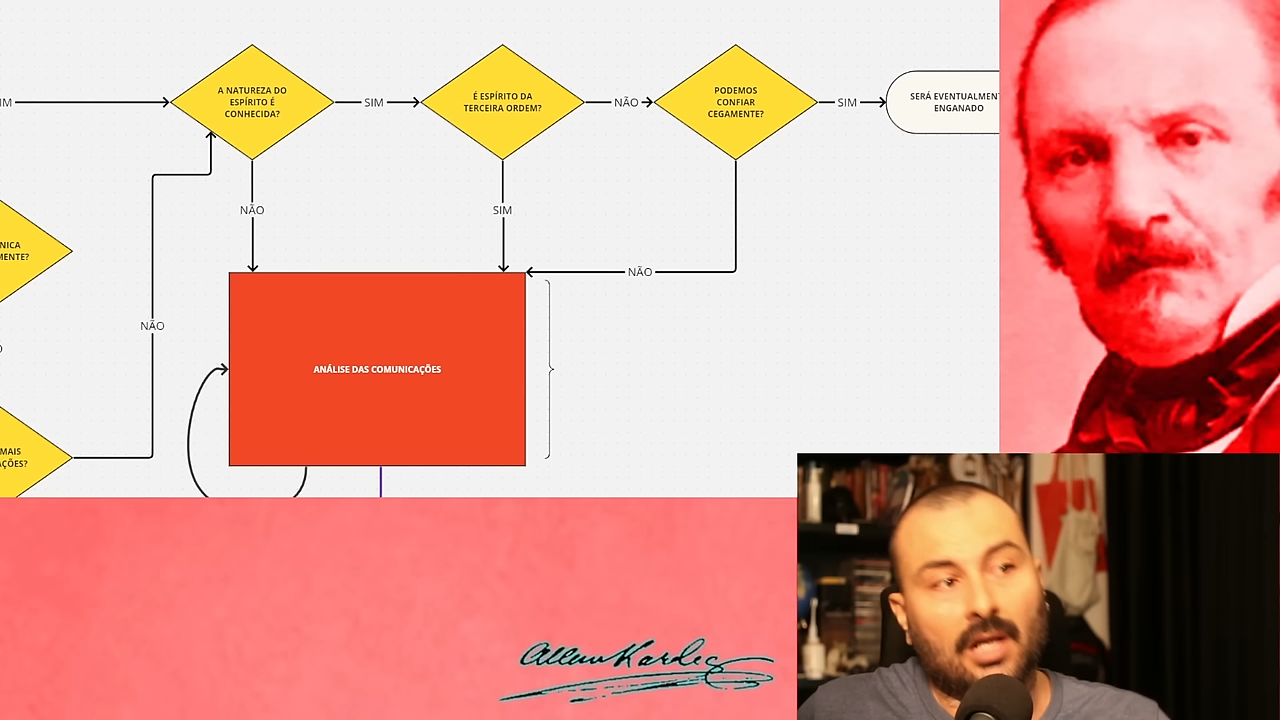 IM
A NATUREZA DO
ESPÍRITO É
CONHECIDA?
SIM
É ESPÍRITO DA
TERCEIRA ORDEM?
NÃO
PODEMOS
CONFIAR
CEGAMENTE?
SIM
SERÁ EVENTUALMENT
ENGANADO
NÃO
SIM
NÃO
NICA
MENTE?
NÃO
ANÁLISE DAS COMUNICAÇÕES
MAIS
AÇÕES?
Allan Kardec